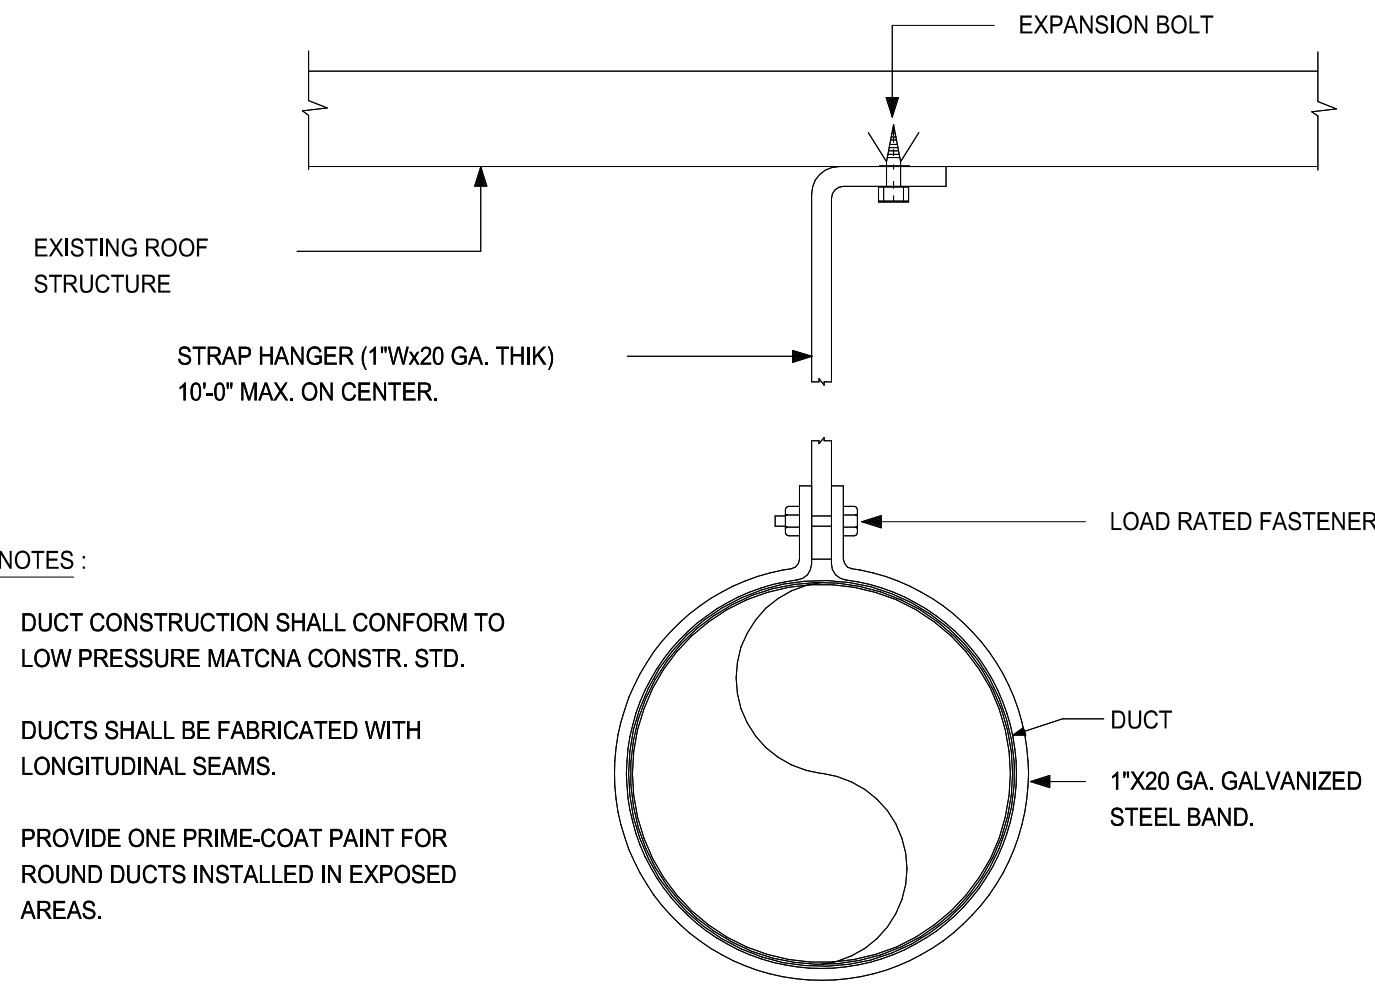 EXPANSION BOLT
EXISTING ROOF
STRUCTURE
STRAP HANGER (1"Wx20 GA. THIK)
10'-0" MAX. ON CENTER.
LOAD RATED FASTENER
NOTES :
DUCT CONSTRUCTION SHALL CONFORM TO
LOW PRESSURE MATCNA CONSTR. STD.
DUCTS SHALL BE FABRICATED WITH
LONGITUDINAL SEAMS.
PROVIDE ONE PRIME-COAT PAINT FOR
ROUND DUCTS INSTALLED IN EXPOSED
AREAS.
DUCT
1"X20 GA. GALVANIZED
STEEL BAND.